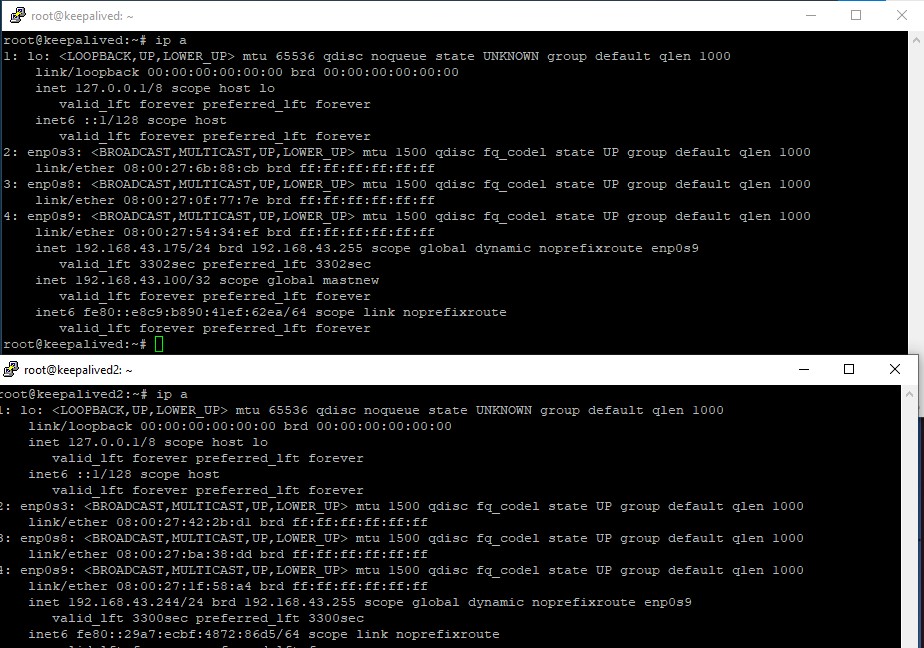 root@keepalived: ~
root@keepalived:~# ip a
1: lo: <LOOPBACK,UP,LOWER_UP> mtu 65536 qdisc noqueue state UNKNOWN group default qlen 1000
link/loopback 00:00:00:00:00:00 brd 00:00:00:00:00:00
inet 127.0.0.1/8 scope host lo
valid_lft forever preferred_lft forever
inet6 ::1/128 scope host
valid_lft forever preferred_lft forever
2: enp0s3: <BROADCAST,MULTICAST,UP,LOWER_UP> mtu 1500 qdisc fq_codel state UP group default qlen 1000
link/ether 08:00:27:6b:88:cb brd ff:ff:ff:ff:ff:ff
3: enp0s8: <BROADCAST,MULTICAST,UP,LOWER_UP> mtu 1500 qdisc fq_codel state UP group default qlen 1000
link/ether 08:00:27:0f:77:7e brd ff:ff:ff:ff:ff:ff
4: enp0s9: <BROADCAST,MULTICAST,UP,LOWER_UP> mtu 1500 qdisc fq_codel state UP group default qlen 1000
link/ether 08:00:27:54:34:ef brd ff:ff:ff:ff:ff:ff
inet 192.168.43.175/24 brd 192.168.43.255 scope global dynamic noprefixroute enp0s9
valid_lft 3302sec preferred_lft 3302sec
inet 192.168.43.100/32 scope global mastnew
valid_lft forever preferred_lft forever
inet6 fe80::e8c9:b890:41ef:62ea/64 scope link noprefixroute
valid_lft forever preferred_lft forever
root@keepalived:~#
root@keepalived2: ~
root@keepalived2:~# ip a
1: lo: <LOOPBACK,UP,LOWER_UP> mtu 65536 qdisc noqueue state UNKNOWN group default qlen 1000
link/loopback 00:00:00:00:00:00 brd 00:00:00:00:00:00
inet 127.0.0.1/8 scope host lo
valid_lft forever preferred_lft forever
inet6 ::1/128 scope host
valid_lft forever preferred_lft forever
2: enp0s3: <BROADCAST,MULTICAST,UP,LOWER_UP> mtu 1500 qdisc fq_codel state UP group default qlen 1000
link/ether 08:00:27:42:2b:d1 brd ff:ff:ff:ff:ff:ff
3: enp0s8: <BROADCAST,MULTICAST,UP,LOWER_UP> mtu 1500 qdisc fq_codel state UP group default qlen 1000
link/ether 08:00:27:ba:38:dd brd ff:ff:ff:ff:ff:ff
4: enp0s9: <BROADCAST,MULTICAST,UP,LOWER_UP> mtu 1500 qdisc fq_codel state UP group default qlen 1000
link/ether 08:00:27:1f:58:a4 brd ff:ff:ff:ff:ff:ff
inet 192.168.43.244/24 brd 192.168.43.255 scope global dynamic noprefixroute enp0s9
valid_lft 3300sec preferred_lft 3300sec
inet6 fe80::29a7:ecbf:4872:86d5/64 scope link noprefixroute